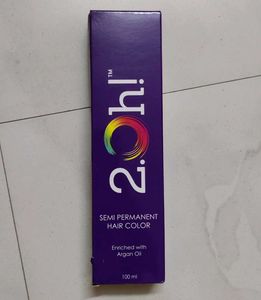 2.Oh!™
SEMI PERMANENT
HAIR COLOR
Enriched with
Argan Oil
100 ml